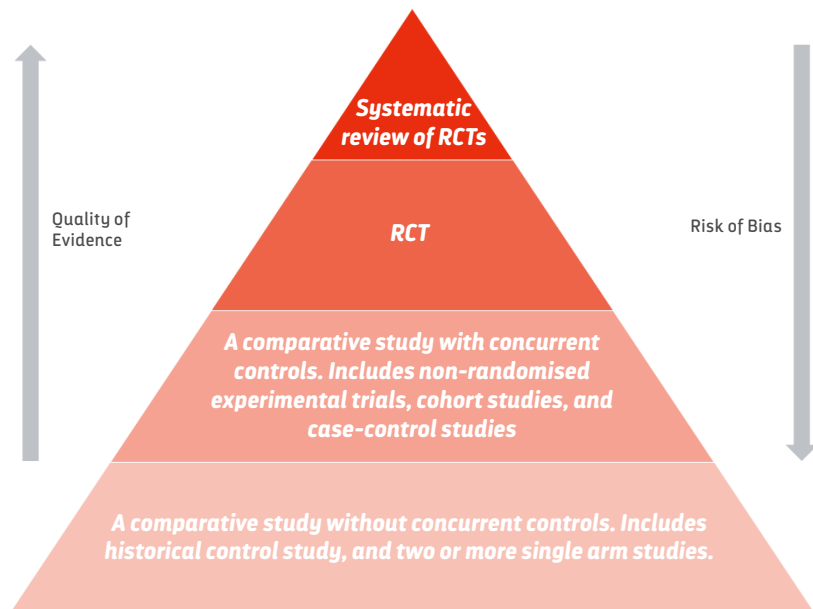 Systematic
review of RCTs
Quality of
Evidence
RCT
Risk of Bias
A comparative study with concurrent
controls. Includes non-randomised
experimental trials, cohort studies, and
case-control studies
A comparative study without concurrent controls. Includes
historical control study, and two or more single arm studies.